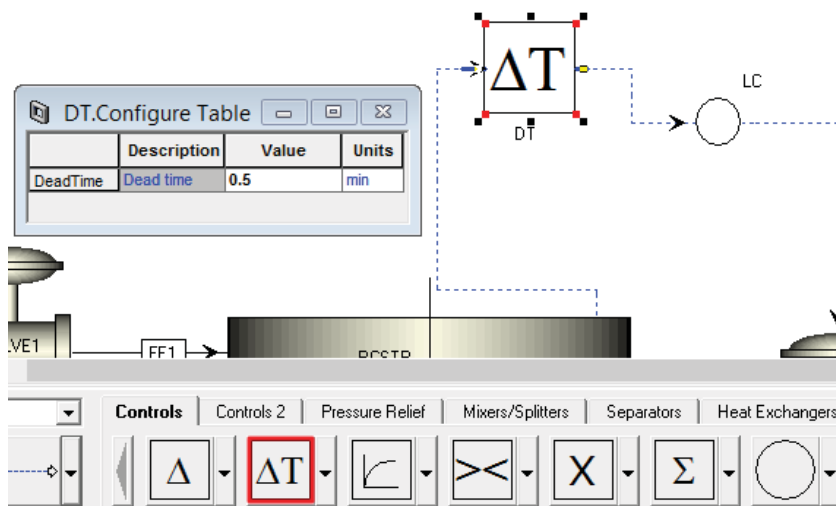 ΔT
LC
DT
DT.Configure Table
Description Value Units
DeadTime Dead time 0.5 min
VE1
FF1
Controls Controls 2 Pressure Relief Mixers/Splitters Separators Heat Exchangers
Δ ΔT >< X Σ